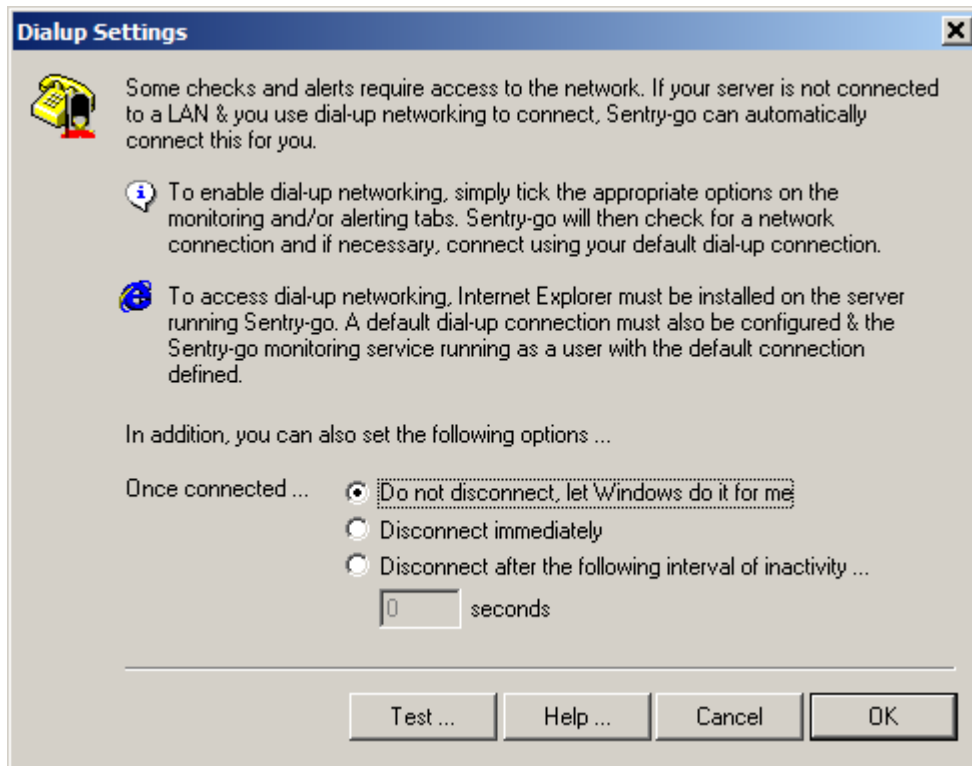 Dialup Settings
Some checks and alerts require access to the network. If your server is not connected
to a LAN & you use dial-up networking to connect, Sentry-go can automatically
connect this for you.
To enable dial-up networking, simply tick the appropriate options on the
monitoring and/or alerting tabs. Sentry-go will then check for a network
connection and if necessary, connect using your default dial-up connection.
To access dial-up networking, Internet Explorer must be installed on the server
running Sentry-go. A default dial-up connection must also be configured & the
Sentry-go monitoring service running as a user with the default connection
defined.
In addition, you can also set the following options ...
Once connected ... Do not disconnect, let Windows do it for me
Disconnect immediately
Disconnect after the following interval of inactivity ...
0 seconds
Test ... Help ... Cancel OK